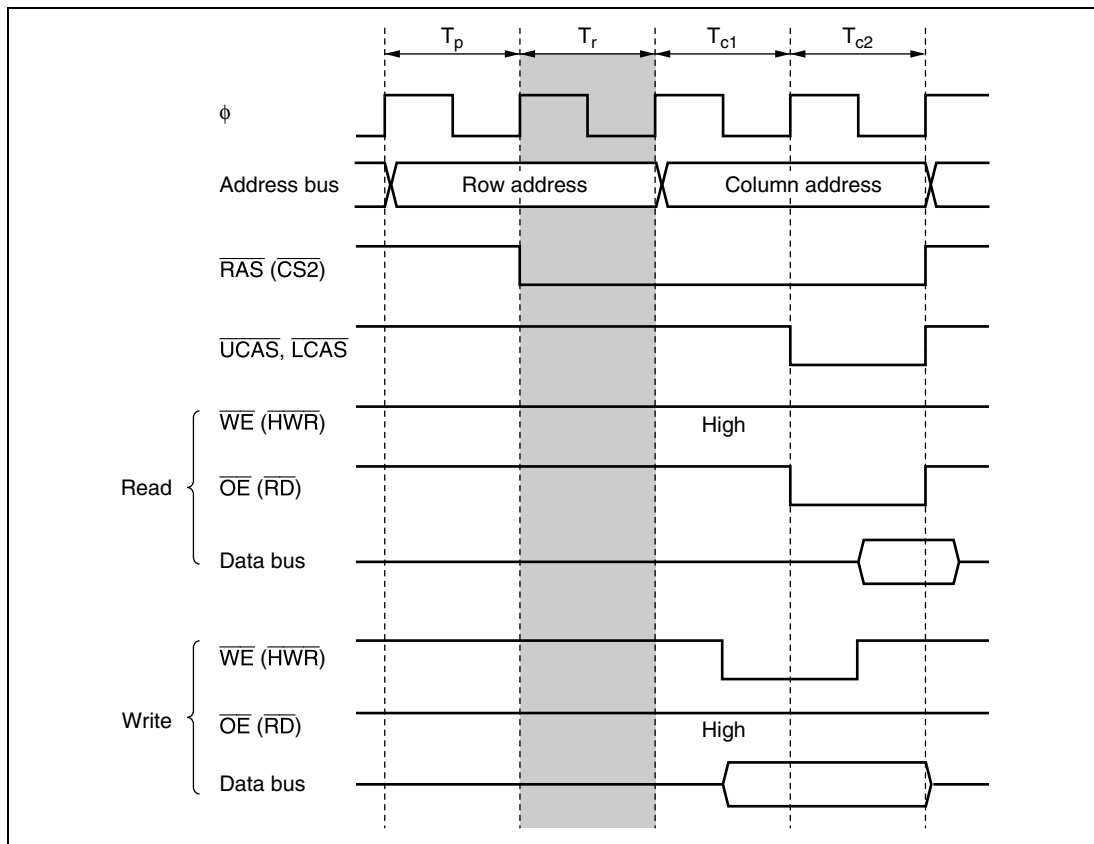 Tp Tr Tc1 Tc2
φ
Address bus Row address Column address
RAS (CS2)
UCAS, LCAS
WE (HWR) High
Read OE (RD)
Data bus
WE (HWR)
Write OE (RD) High
Data bus